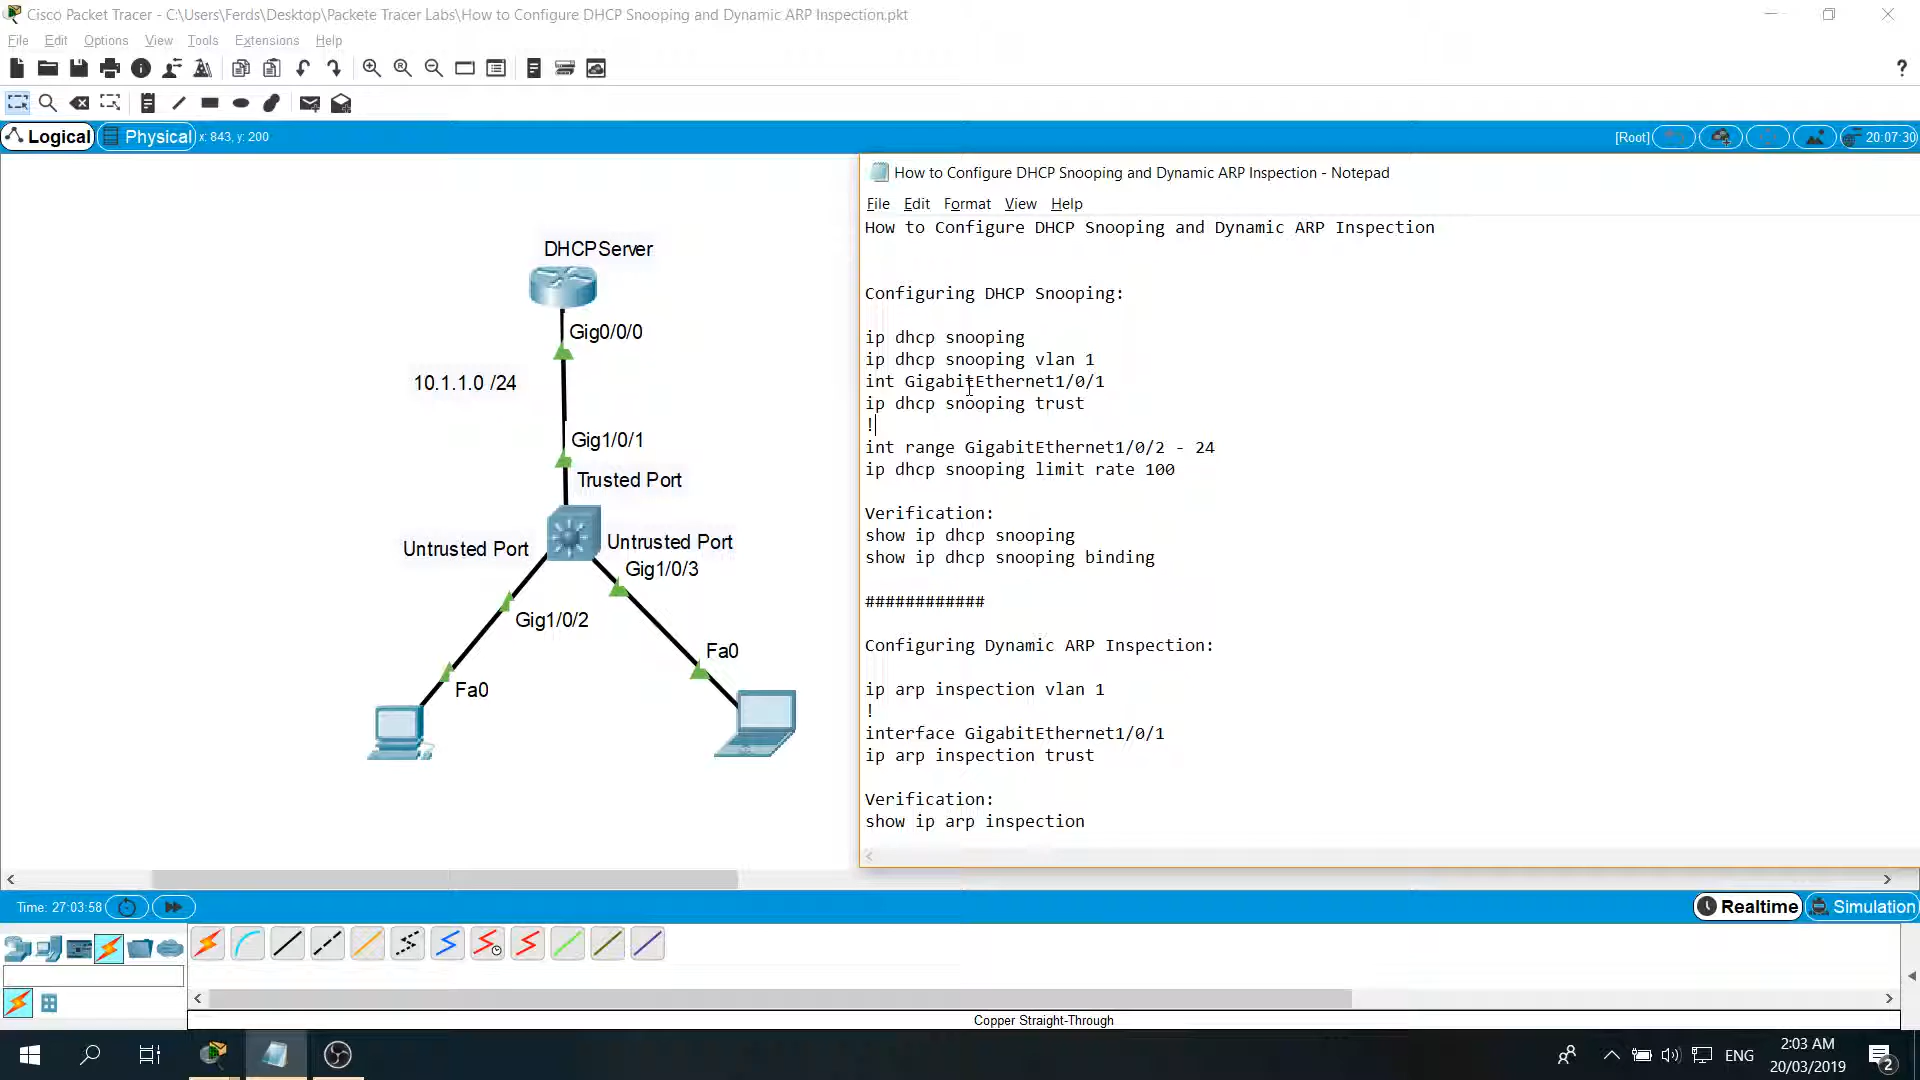 Cisco Packet Tracer - C:\Users\Ferds\Desktop\Packete Tracer Labs\How to Configure DHCP Snooping and Dynamic ARP Inspection.pkt
File Edit Options View Tools Extensions Help
?
Logical Physical x: 843, y: 200
[Root] 20:07:30
DHCPServer
Gig0/0/0
10.1.1.0 /24
Gig1/0/1
Trusted Port
Untrusted Port
Untrusted Port
Gig1/0/3
Gig1/0/2
Fa0
Fa0
How to Configure DHCP Snooping and Dynamic ARP Inspection - Notepad
File Edit Format View Help
How to Configure DHCP Snooping and Dynamic ARP Inspection
Configuring DHCP Snooping:
ip dhcp snooping
ip dhcp snooping vlan 1
int GigabitEthernet1/0/1
ip dhcp snooping trust
!
int range GigabitEthernet1/0/2 - 24
ip dhcp snooping limit rate 100
Verification:
show ip dhcp snooping
show ip dhcp snooping binding
############
Configuring Dynamic ARP Inspection:
ip arp inspection vlan 1
!
interface GigabitEthernet1/0/1
ip arp inspection trust
Verification:
show ip arp inspection
Time: 27:03:58
Realtime Simulation
Copper Straight-Through
ENG
2:03 AM
20/03/2019
2